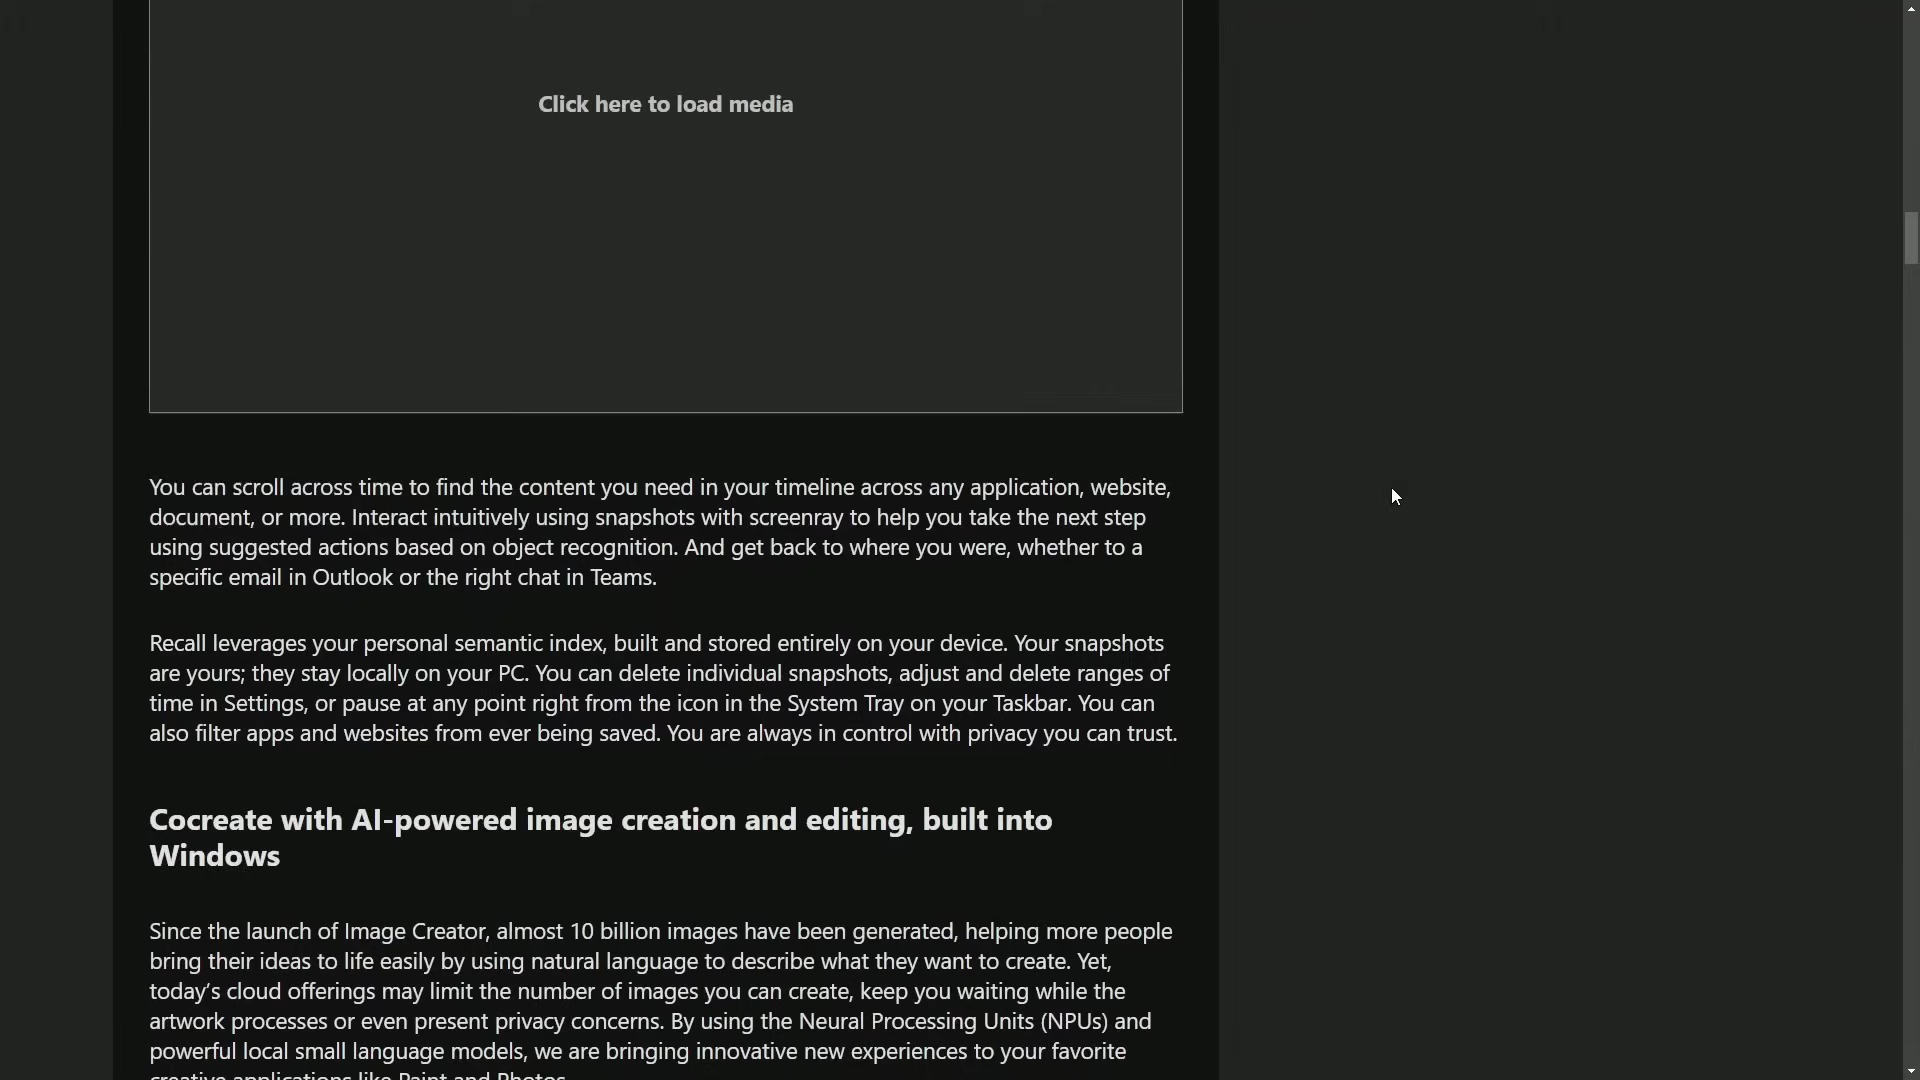 Click here to load media
You can scroll across time to find the content you need in your timeline across any application, website,
document, or more. Interact intuitively using snapshots with screenray to help you take the next step
using suggested actions based on object recognition. And get back to where you were, whether to a
specific email in Outlook or the right chat in Teams.
Recall leverages your personal semantic index, built and stored entirely on your device. Your snapshots
are yours; they stay locally on your PC. You can delete individual snapshots, adjust and delete ranges of
time in Settings, or pause at any point right from the icon in the System Tray on your Taskbar. You can
also filter apps and websites from ever being saved. You are always in control with privacy you can trust.
Cocreate with AI-powered image creation and editing, built into
Windows
Since the launch of Image Creator, almost 10 billion images have been generated, helping more people
bring their ideas to life easily by using natural language to describe what they want to create. Yet,
today’s cloud offerings may limit the number of images you can create, keep you waiting while the
artwork processes or even present privacy concerns. By using the Neural Processing Units (NPUs) and
powerful local small language models, we are bringing innovative new experiences to your favorite
creative applications like Paint and Photos.